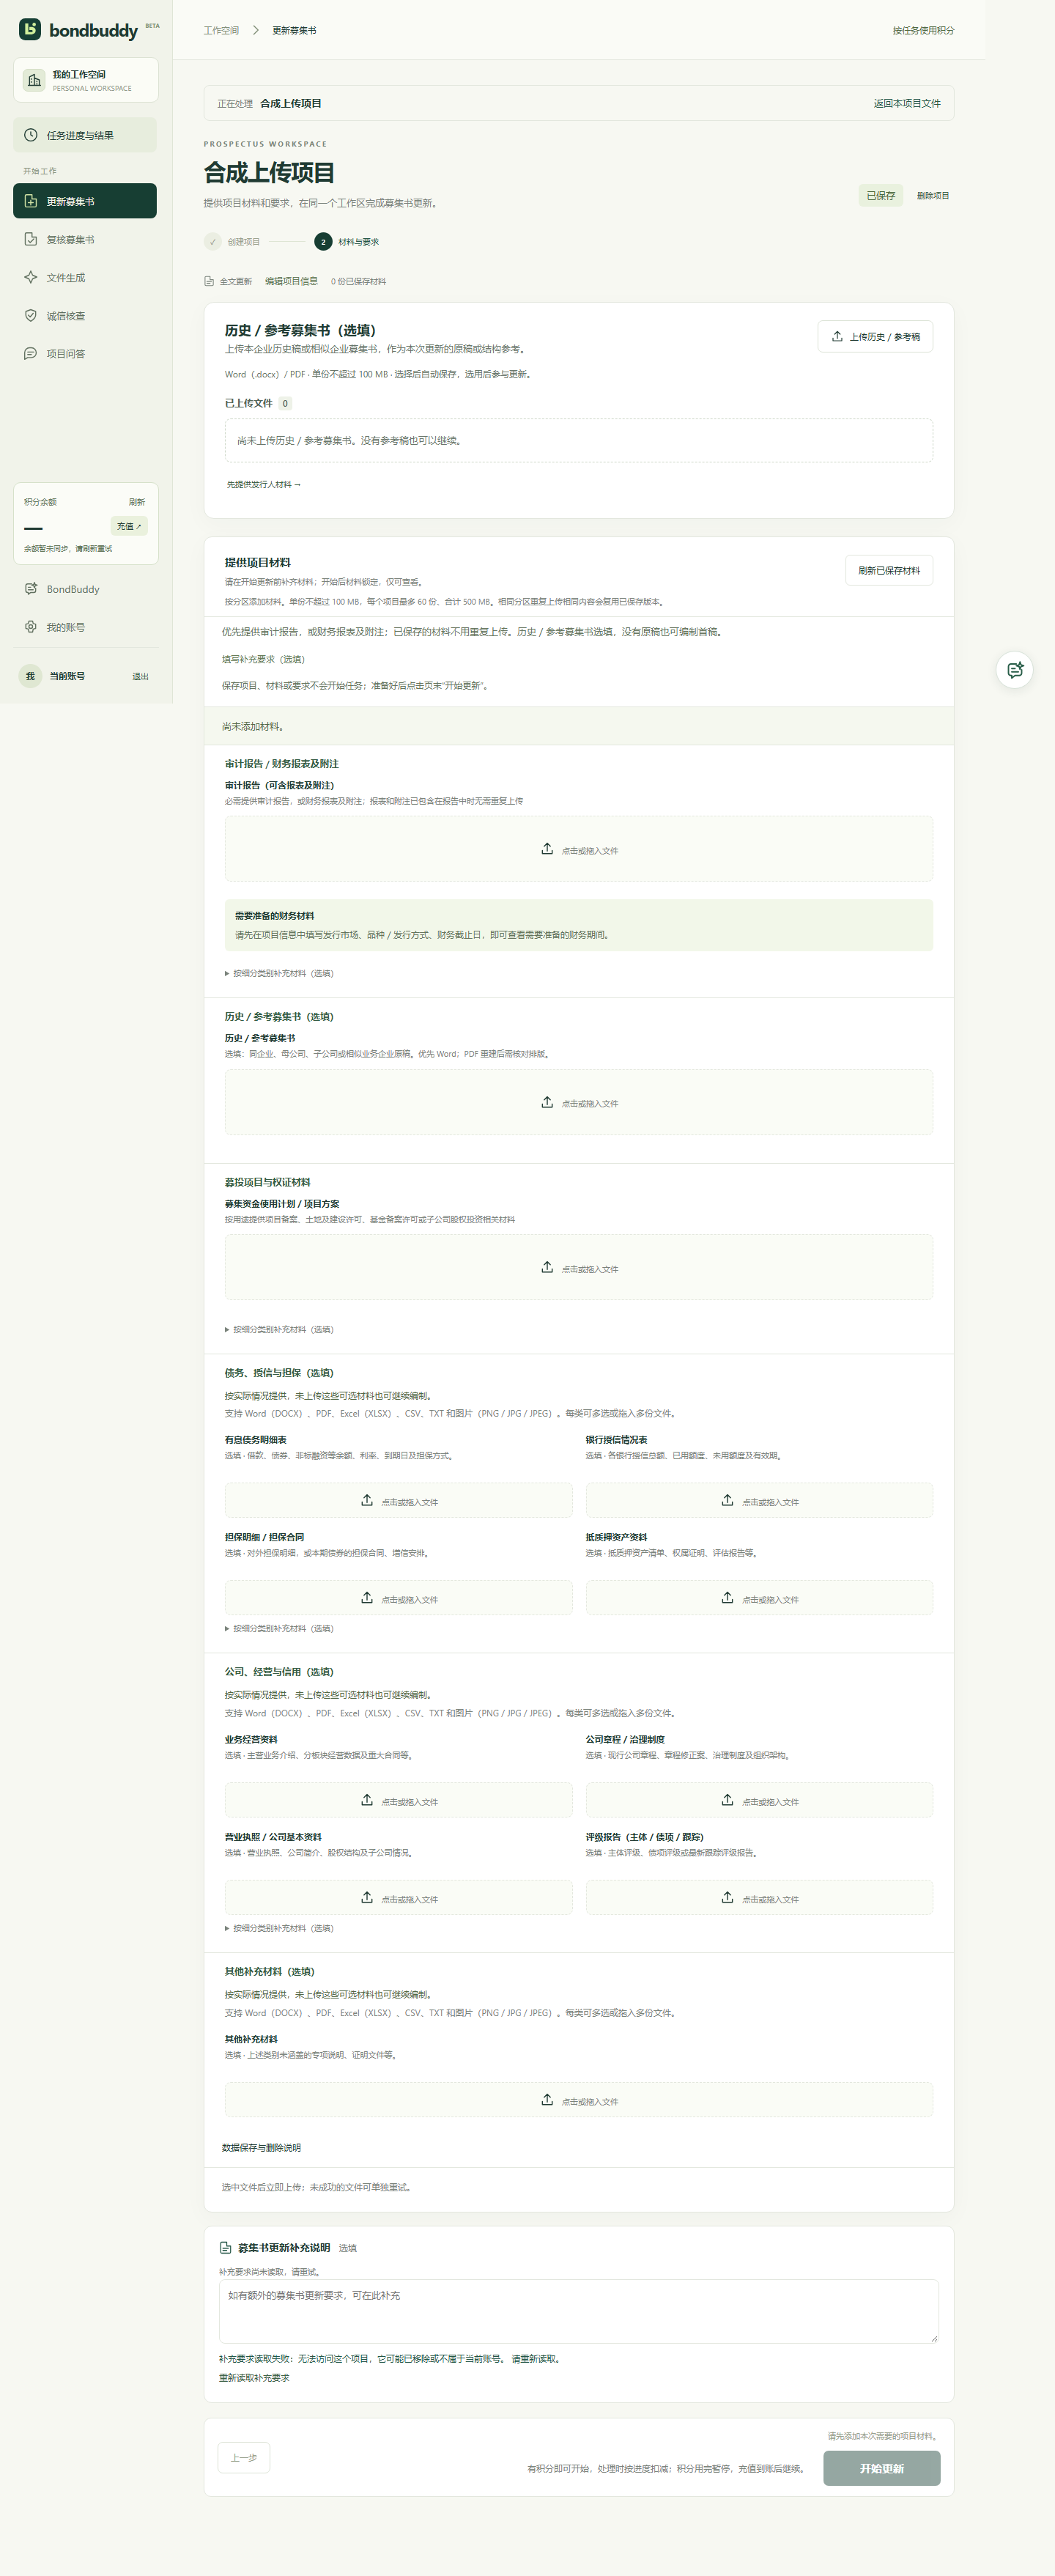 bondbuddy BETA
我的工作空间
PERSONAL WORKSPACE
任务进度与结果
开始工作
更新募集书
复核募集书
文件生成
诚信核查
项目问答
积分余额 刷新
—
充值 ↗
余额暂未同步，请刷新重试
BondBuddy
我的账号
我 当前账号 退出
工作空间 更新募集书 按任务使用积分
正在处理 合成上传项目 返回本项目文件
PROSPECTUS WORKSPACE
合成上传项目
提供项目材料和要求，在同一个工作区完成募集书更新。
已保存 删除项目
✓ 创建项目 2 材料与要求
全文更新 编辑项目信息 0 份已保存材料
历史 / 参考募集书（选填）
上传本企业历史稿或相似企业募集书，作为本次更新的原稿或结构参考。
上传历史 / 参考稿
Word（.docx）/ PDF · 单份不超过 100 MB · 选择后自动保存，选用后参与更新。
已上传文件 0
尚未上传历史 / 参考募集书。没有参考稿也可以继续。
先提供发行人材料 →
提供项目材料
请在开始更新前补齐材料；开始后材料锁定，仅可查看。
刷新已保存材料
按分区添加材料。单份不超过 100 MB，每个项目最多 60 份、合计 500 MB。相同分区重复上传相同内容会复用已保存版本。
优先提供审计报告，或财务报表及附注；已保存的材料不用重复上传。历史 / 参考募集书选填，没有原稿也可编制首稿。
填写补充要求（选填）
保存项目、材料或要求不会开始任务；准备好后点击页末“开始更新”。
尚未添加材料。
审计报告 / 财务报表及附注
审计报告（可含报表及附注）
必需提供审计报告，或财务报表及附注；报表和附注已包含在报告中时无需重复上传
点击或拖入文件
需要准备的财务材料
请先在项目信息中填写发行市场、品种 / 发行方式、财务截止日，即可查看需要准备的财务期间。
▶ 按细分类别补充材料（选填）
历史 / 参考募集书（选填）
历史 / 参考募集书
选填：同企业、母公司、子公司或相似业务企业原稿。优先 Word；PDF 重建后需核对排版。
点击或拖入文件
募投项目与权证材料
募集资金使用计划 / 项目方案
按用途提供项目备案、土地及建设许可、基金备案许可或子公司股权投资相关材料
点击或拖入文件
▶ 按细分类别补充材料（选填）
债务、授信与担保（选填）
按实际情况提供，未上传这些可选材料也可继续编制。
支持 Word（DOCX）、PDF、Excel（XLSX）、CSV、TXT 和图片（PNG / JPG / JPEG）。每类可多选或拖入多份文件。
有息债务明细表 银行授信情况表
选填 · 借款、债券、非标融资等余额、利率、到期日及担保方式。 选填 · 各银行授信总额、已用额度、未用额度及有效期。
点击或拖入文件 点击或拖入文件
担保明细 / 担保合同 抵质押资产资料
选填 · 对外担保明细，或本期债券的担保合同、增信安排。 选填 · 抵质押资产清单、权属证明、评估报告等。
点击或拖入文件 点击或拖入文件
▶ 按细分类别补充材料（选填）
公司、经营与信用（选填）
按实际情况提供，未上传这些可选材料也可继续编制。
支持 Word（DOCX）、PDF、Excel（XLSX）、CSV、TXT 和图片（PNG / JPG / JPEG）。每类可多选或拖入多份文件。
业务经营资料 公司章程 / 治理制度
选填 · 主营业务介绍、分板块经营数据及重大合同等。 选填 · 现行公司章程、章程修正案、治理制度及组织架构。
点击或拖入文件 点击或拖入文件
营业执照 / 公司基本资料 评级报告（主体 / 债项 / 跟踪）
选填 · 营业执照、公司简介、股权结构及子公司情况。 选填 · 主体评级、债项评级或最新跟踪评级报告。
点击或拖入文件 点击或拖入文件
▶ 按细分类别补充材料（选填）
其他补充材料（选填）
按实际情况提供，未上传这些可选材料也可继续编制。
支持 Word（DOCX）、PDF、Excel（XLSX）、CSV、TXT 和图片（PNG / JPG / JPEG）。每类可多选或拖入多份文件。
其他补充材料
选填 · 上述类别未涵盖的专项说明、证明文件等。
点击或拖入文件
数据保存与删除说明
选中文件后立即上传；未成功的文件可单独重试。
募集书更新补充说明 选填
补充要求尚未读取，请重试。
如有额外的募集书更新要求，可在此补充
补充要求读取失败：无法访问这个项目，它可能已移除或不属于当前账号。 请重新读取。
重新读取补充要求
请先添加本次需要的项目材料。
上一步 有积分即可开始，处理时按进度扣减；积分用完暂停，充值到账后继续。 开始更新